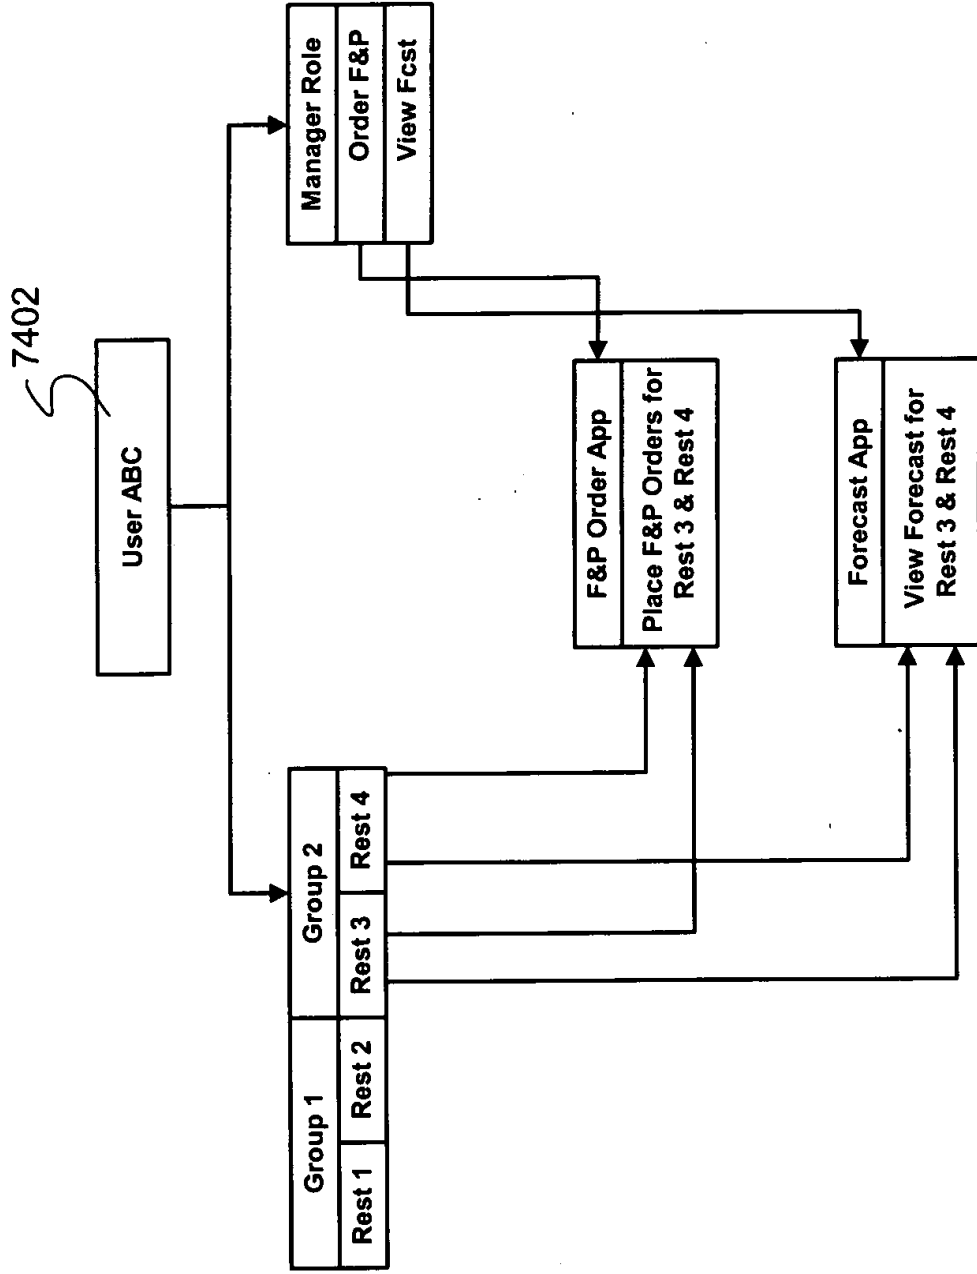 7402
User ABC
Group 1
Group 2
Rest 1
Rest 2
Rest 3
Rest 4
Manager Role
Order F&P
View Fcst
F&P Order App
Place F&P Orders for
Rest 3 & Rest 4
Forecast App
View Forecast for
Rest 3 & Rest 4